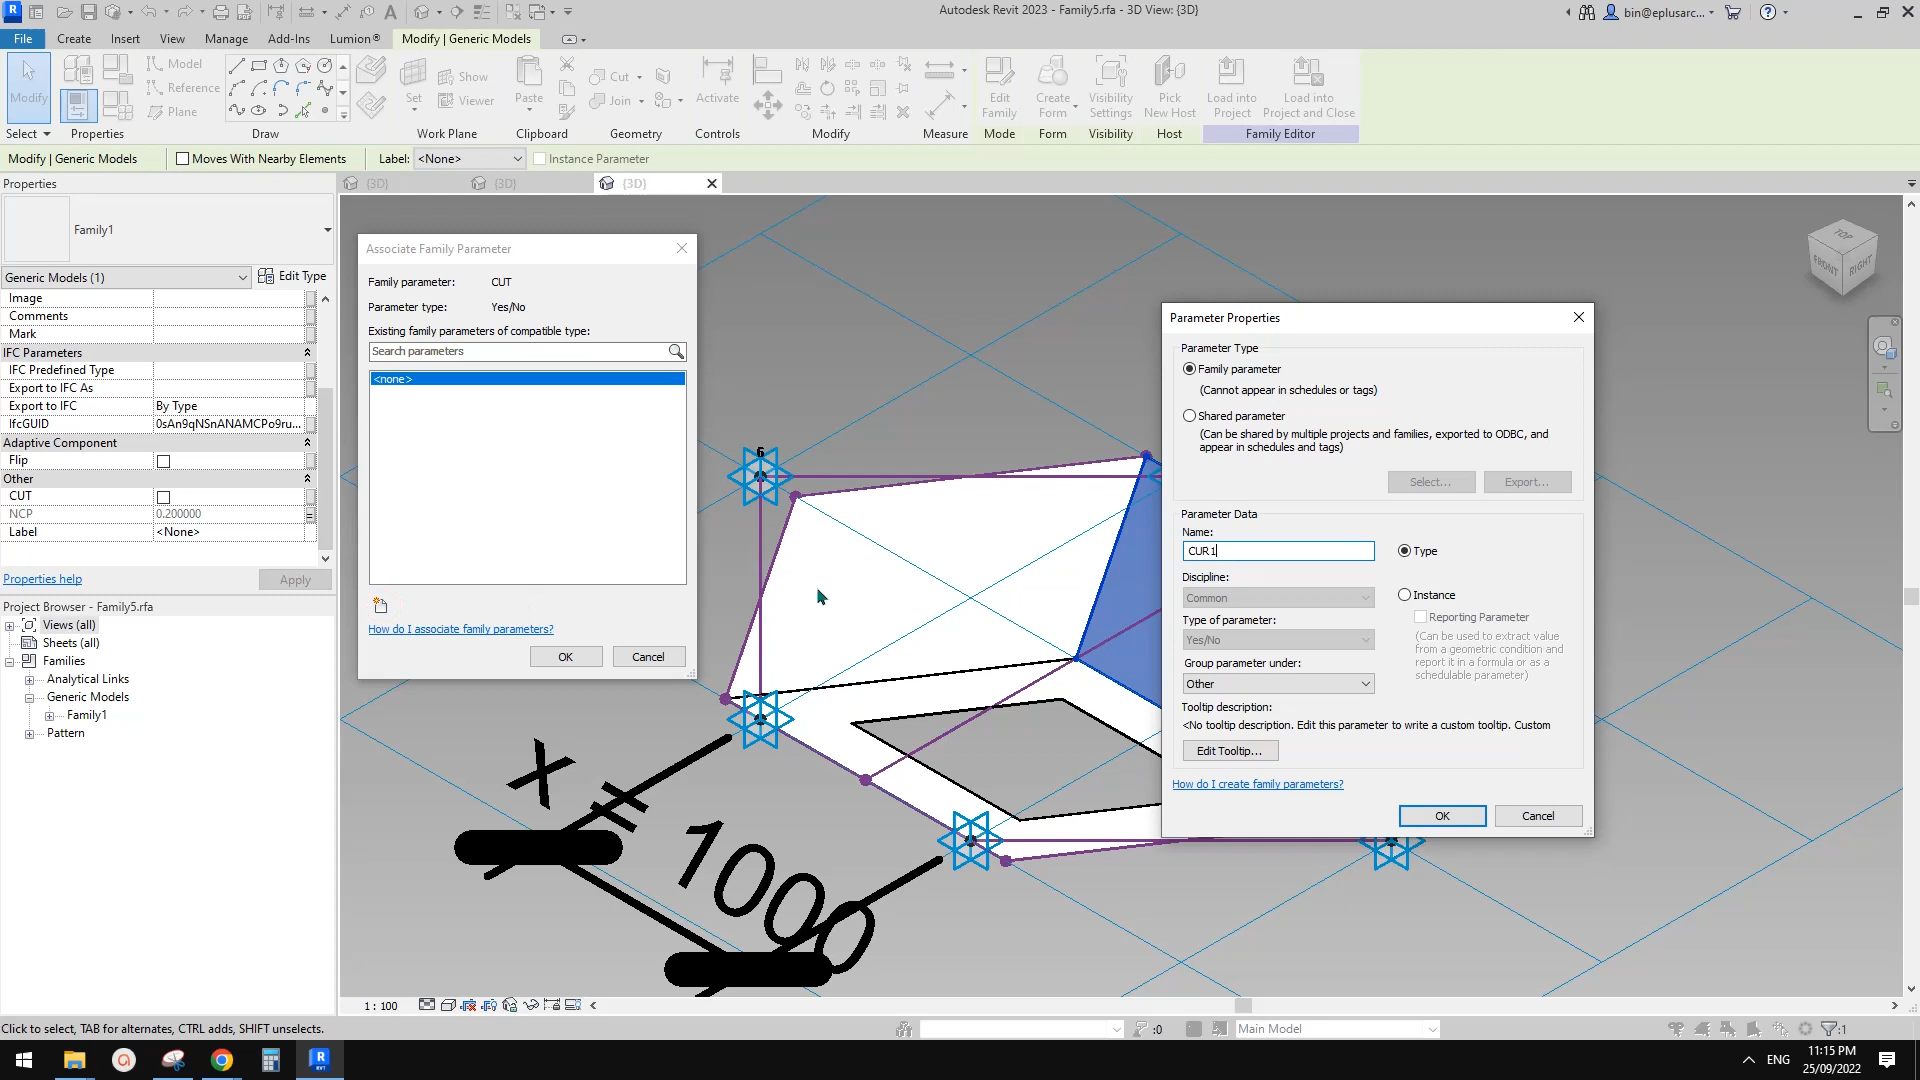 Autodesk Revit 2023 - Family5.rfa - 3D View: {3D}
bin@eplusarc...
File Create Insert View Manage Add-Ins Lumion® Modify | Generic Models
Modify
Model
Reference
Plane
Set
Show
Viewer
Paste
Cut
Join
Activate
Edit Family
Create Form
Visibility Settings
Pick New Host
Load into Project
Load into Project and Close
Select Properties Draw Work Plane Clipboard Geometry Controls Modify Measure Mode Form Visibility Host Family Editor
Modify | Generic Models Moves With Nearby Elements Label: <None> Instance Parameter
Properties
{3D} {3D} {3D}
Family1
Generic Models (1) Edit Type
Image
Comments
Mark
IFC Parameters
IFC Predefined Type
Export to IFC As
Export to IFC By Type
IfcGUID 0sAn9qNSnANAMCPo9ru...
Adaptive Component
Flip
Other
CUT
NCP 0.200000
Label <None>
Properties help Apply
Project Browser - Family5.rfa
Views (all)
Sheets (all)
Families
Analytical Links
Generic Models
Family1
Pattern
Associate Family Parameter
Family parameter: CUT
Parameter type: Yes/No
Existing family parameters of compatible type:
Search parameters
<none>
How do I associate family parameters?
OK Cancel
6
X = 1000
Parameter Properties
Parameter Type
Family parameter
(Cannot appear in schedules or tags)
Shared parameter
(Can be shared by multiple projects and families, exported to ODBC, and
appear in schedules and tags)
Select... Export...
Parameter Data
Name:
CUR1 Type
Discipline:
Common Instance
Reporting Parameter
Type of parameter:
Yes/No
(Can be used to extract value
from a geometric condition and
report it in a formula or as a
schedulable parameter)
Group parameter under:
Other
Tooltip description:
<No tooltip description. Edit this parameter to write a custom tooltip. Custom
Edit Tooltip...
How do I create family parameters?
OK Cancel
TOP
FRONT RIGHT
1 : 100
Click to select, TAB for alternates, CTRL adds, SHIFT unselects.
:0 Main Model :1
ENG
11:15 PM
25/09/2022